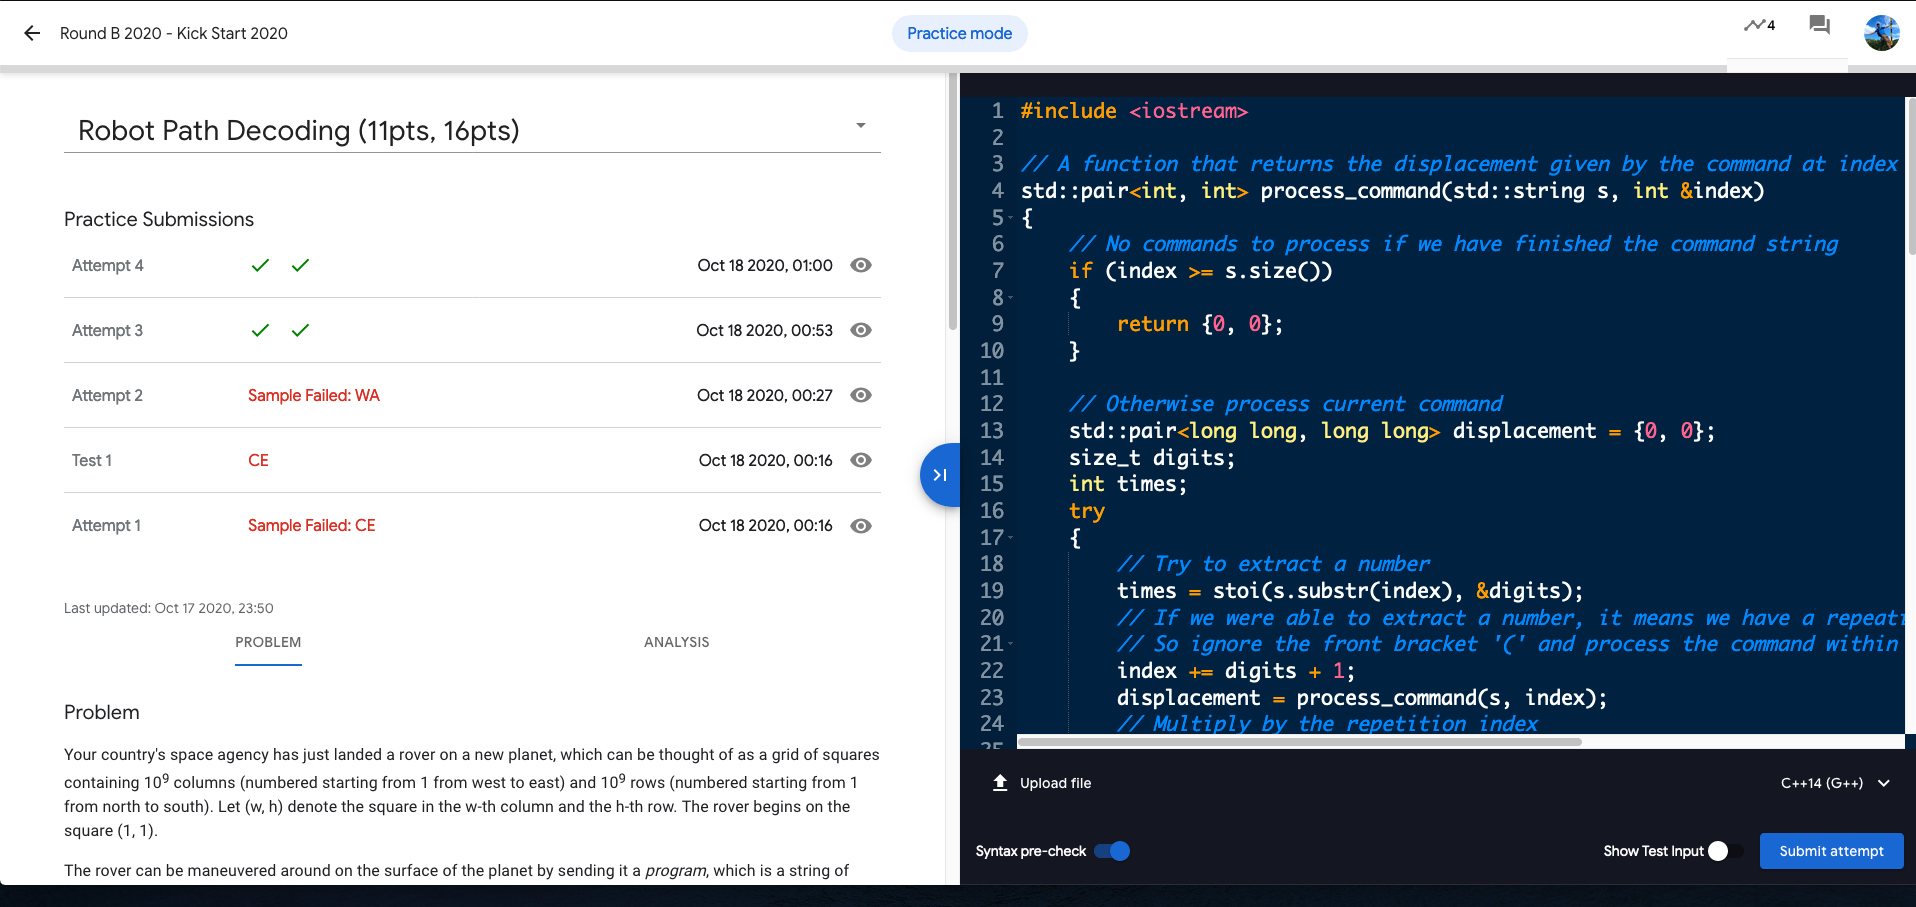 Round B 2020 - Kick Start 2020
Practice mode
4
Robot Path Decoding (11pts, 16pts)
Practice Submissions
Attempt 4 Oct 18 2020, 01:00
Attempt 3 Oct 18 2020, 00:53
Attempt 2 Sample Failed: WA Oct 18 2020, 00:27
Test 1 CE Oct 18 2020, 00:16
Attempt 1 Sample Failed: CE Oct 18 2020, 00:16
Last updated: Oct 17 2020, 23:50
PROBLEM ANALYSIS
Problem
Your country's space agency has just landed a rover on a new planet, which can be thought of as a grid of squares
containing 10⁹ columns (numbered starting from 1 from west to east) and 10⁹ rows (numbered starting from 1
from north to south). Let (w, h) denote the square in the w-th column and the h-th row. The rover begins on the
square (1, 1).
The rover can be maneuvered around on the surface of the planet by sending it a program, which is a string of
1 #include <iostream>
2
3 // A function that returns the displacement given by the command at index
4 std::pair<int, int> process_command(std::string s, int &index)
5 {
6 // No commands to process if we have finished the command string
7 if (index >= s.size())
8 {
9 return {0, 0};
10 }
11
12 // Otherwise process current command
13 std::pair<long long, long long> displacement = {0, 0};
14 size_t digits;
15 int times;
16 try
17 {
18 // Try to extract a number
19 times = stoi(s.substr(index), &digits);
20 // If we were able to extract a number, it means we have a repeati
21 // So ignore the front bracket '(' and process the command within
22 index += digits + 1;
23 displacement = process_command(s, index);
24 // Multiply by the repetition index
25
Upload file
C++14 (G++)
Syntax pre-check
Show Test Input
Submit attempt